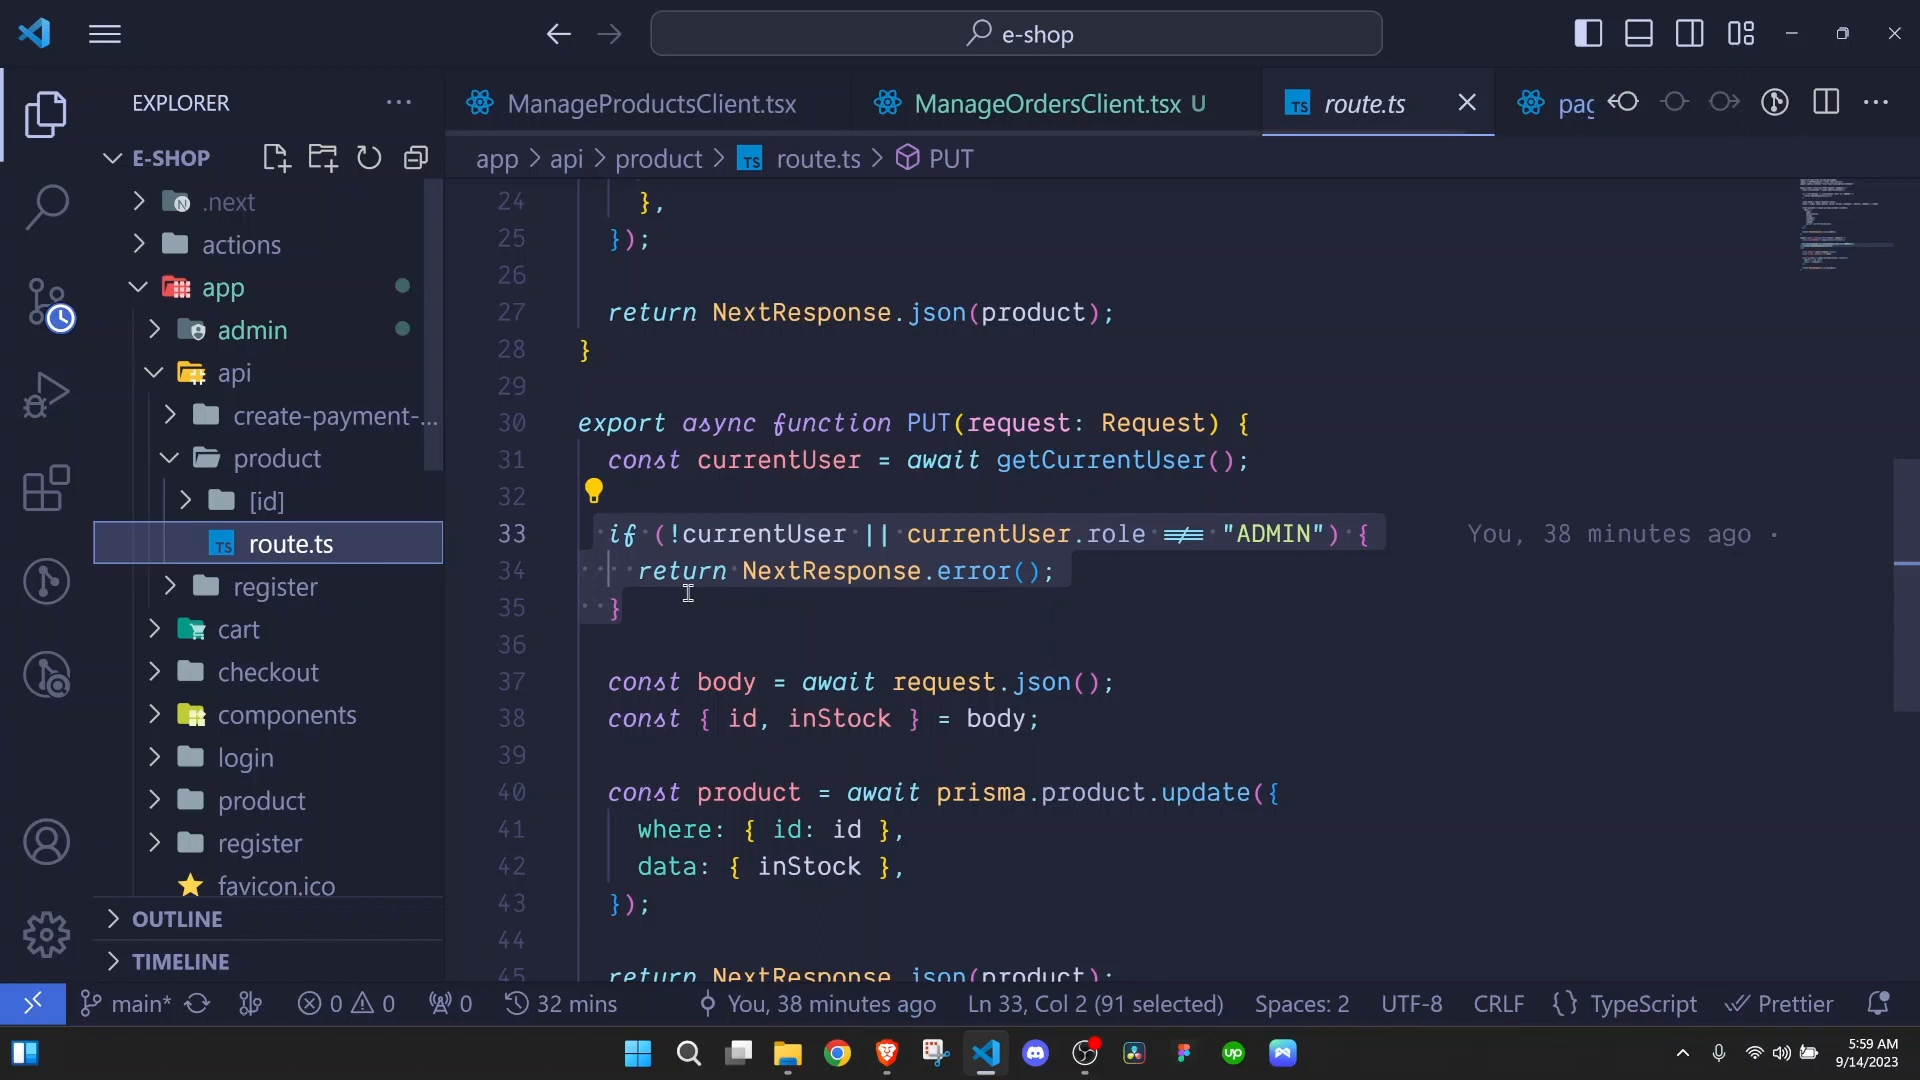 e-shop
EXPLORER
ManageProductsClient.tsx
ManageOrdersClient.tsx U
TS route.ts
pag
E-SHOP
app > api > product > TS route.ts > PUT
.next
actions
app
admin
api
create-payment-...
product
[id]
TS route.ts
register
cart
checkout
components
login
product
register
favicon.ico
OUTLINE
TIMELINE
24 },
25 });
26
27 return NextResponse.json(product);
28 }
29
30 export async function PUT(request: Request) {
31 const currentUser = await getCurrentUser();
32
33 if (!currentUser || currentUser.role !== "ADMIN") { You, 38 minutes ago ·
34 return NextResponse.error();
35 }
36
37 const body = await request.json();
38 const { id, inStock } = body;
39
40 const product = await prisma.product.update({
41 where: { id: id },
42 data: { inStock },
43 });
44
45 return NextResponse.json(product);
main* 0 0 0 32 mins You, 38 minutes ago Ln 33, Col 2 (91 selected) Spaces: 2 UTF-8 CRLF {} TypeScript Prettier
up
5:59 AM
9/14/2023